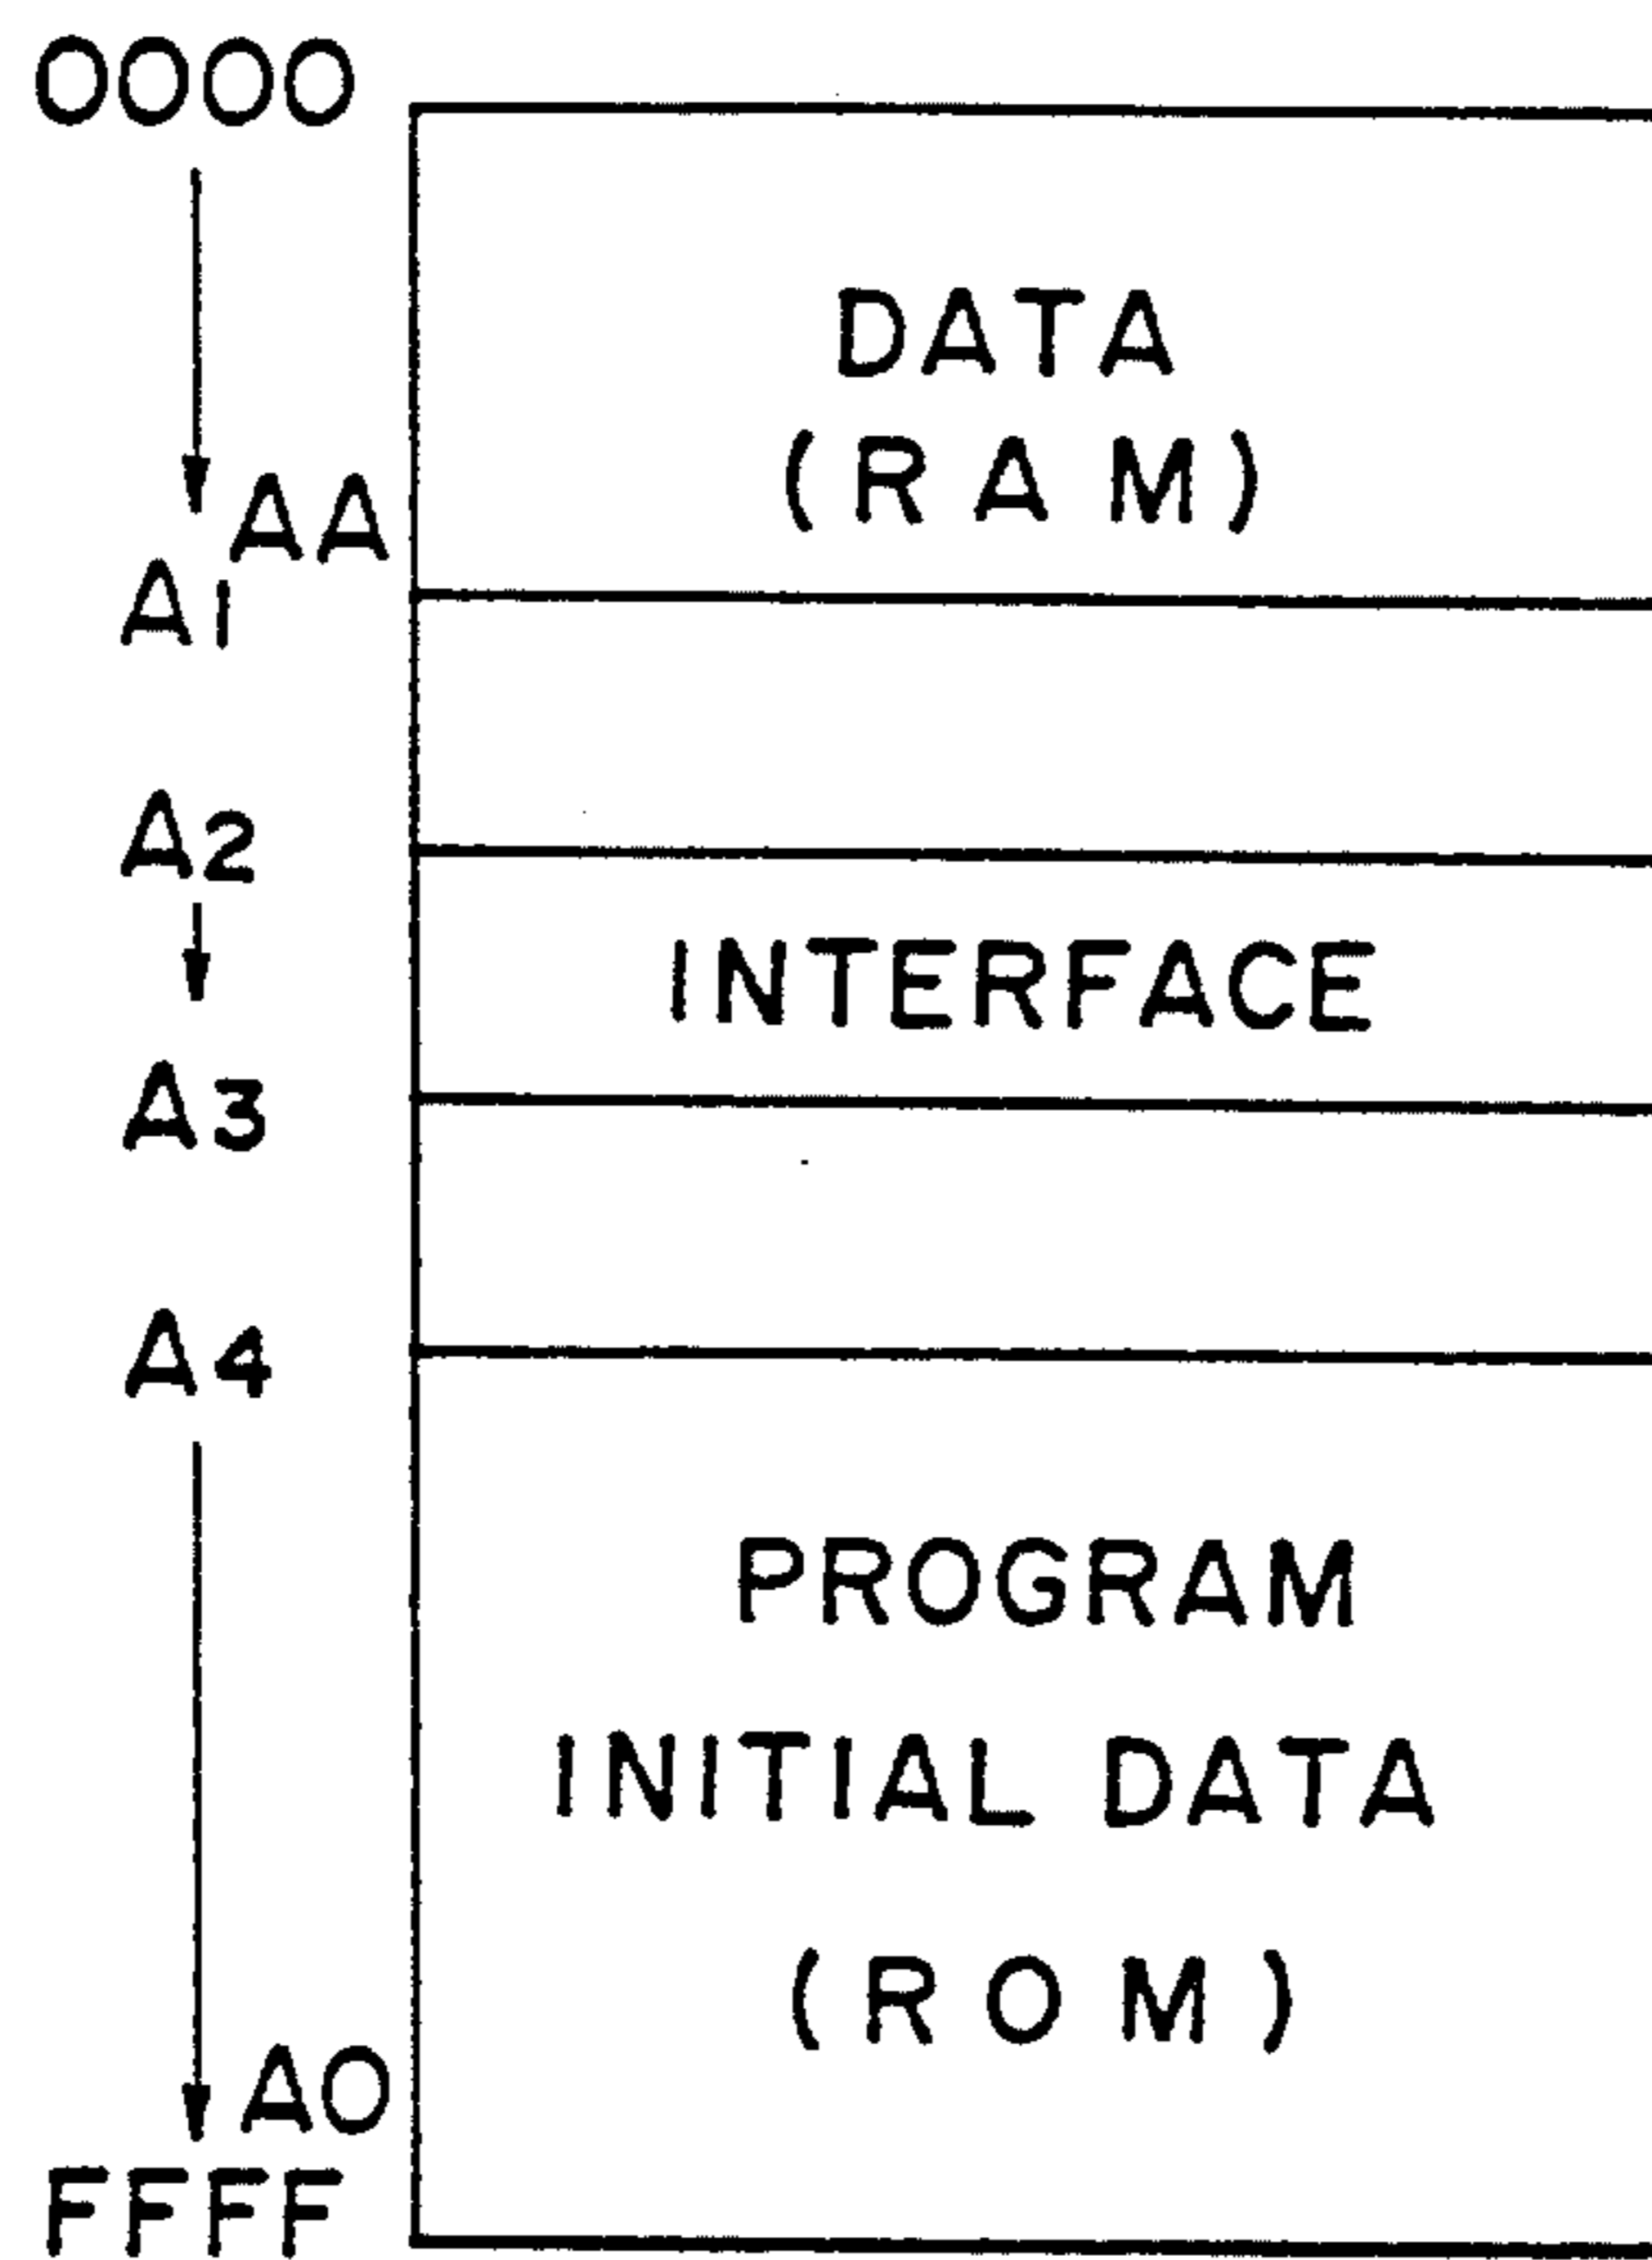 0000
DATA
(RAM)
AA
A1
A2
INTERFACE
A3
A4
PROGRAM
INITIAL DATA
(ROM)
A0
FFFF